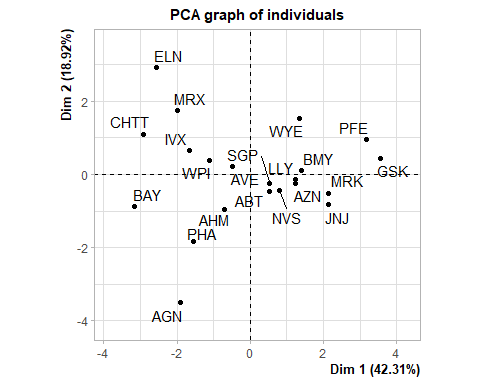 PCA graph of individuals
Dim 2 (18.92%)
ELN
MRX
CHTT
IVX
WPI
SGP
AVE
BAY
ABT
AHM
PHA
AGN
WYE
PFE
LLY
BMY
GSK
MRK
AZN
NVS
JNJ
2
0
-2
-4
-4
-2
0
2
4
Dim 1 (42.31%)